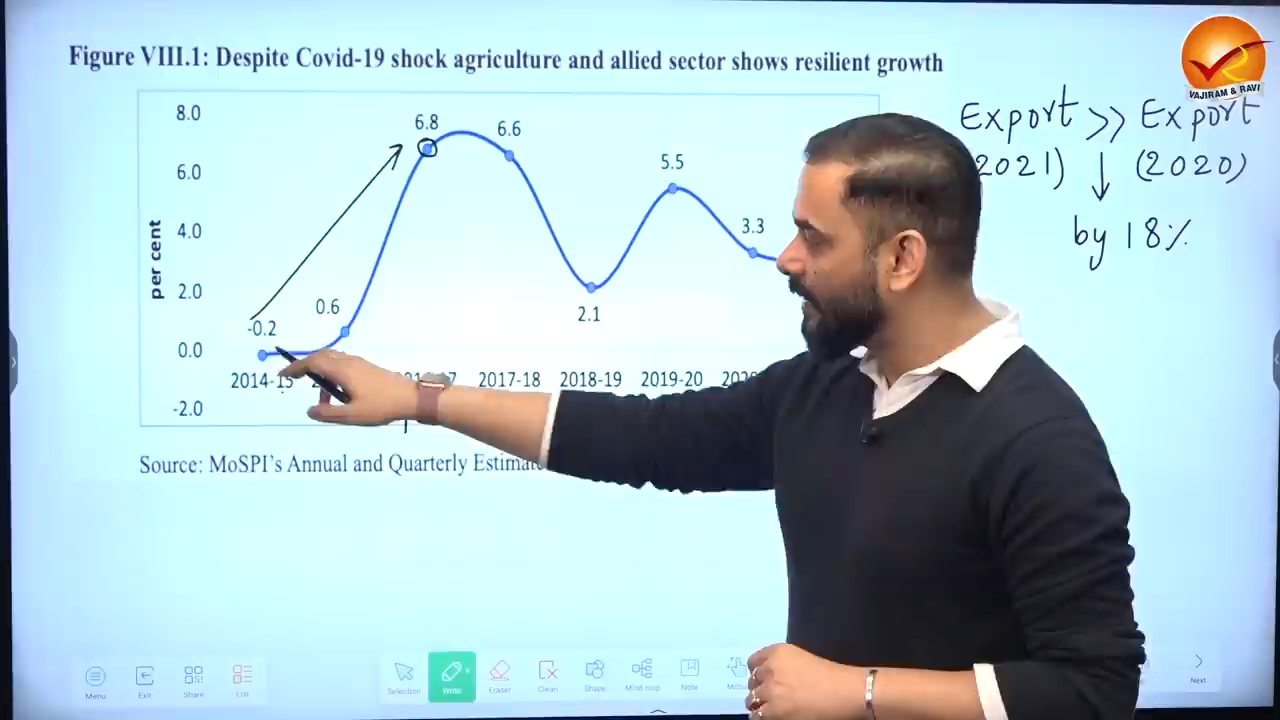 Figure VIII.1: Despite Covid-19 shock agriculture and allied sector shows resilient growth
VAJIRAM & RAVI
Export >> Export
2021) ↓ (2020)
by 18%
per cent
8.0
6.0
4.0
2.0
0.0
-2.0
-0.2
0.6
6.8
6.6
2.1
5.5
3.3
2014-15
2017-18 2018-19 2019-20
Source: MoSPI's Annual and Quarterly Estimate
Menu Exit Share List Selection Write Eraser Clean Shape Mind map Note Next